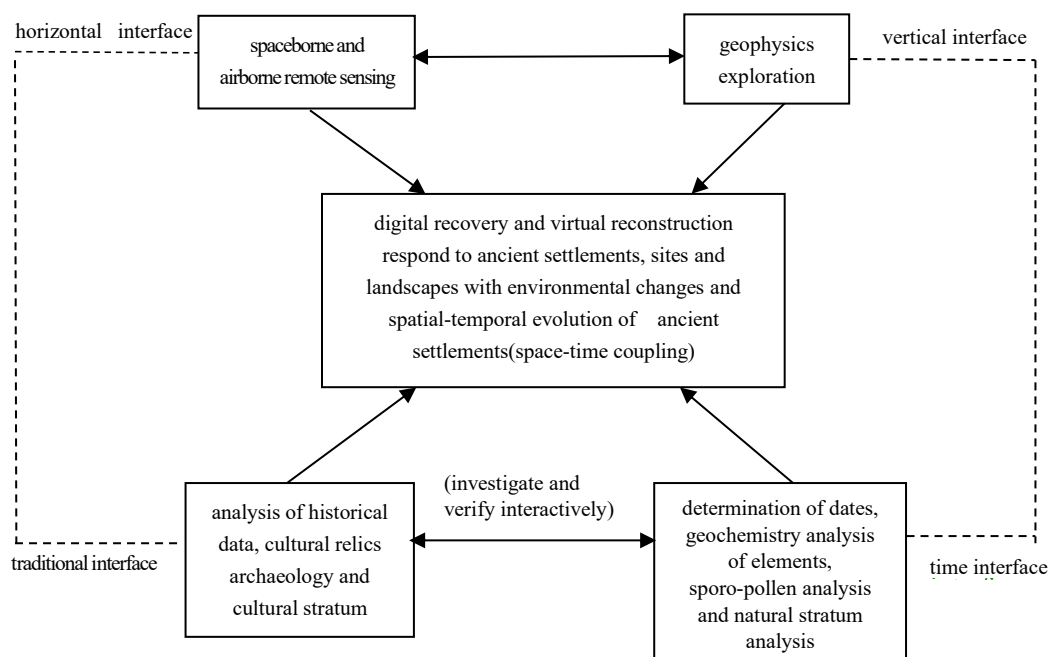 horizontal interface
spaceborne and
airborne remote sensing
geophysics
exploration
vertical interface
digital recovery and virtual reconstruction
respond to ancient settlements, sites and
landscapes with environmental changes and
spatial-temporal evolution of ancient
settlements(space-time coupling)
(investigate and
verify interactively)
analysis of historical
data, cultural relics
archaeology and
cultural stratum
traditional interface
determination of dates,
geochemistry analysis
of elements,
sporo-pollen analysis
and natural stratum
analysis
time interface